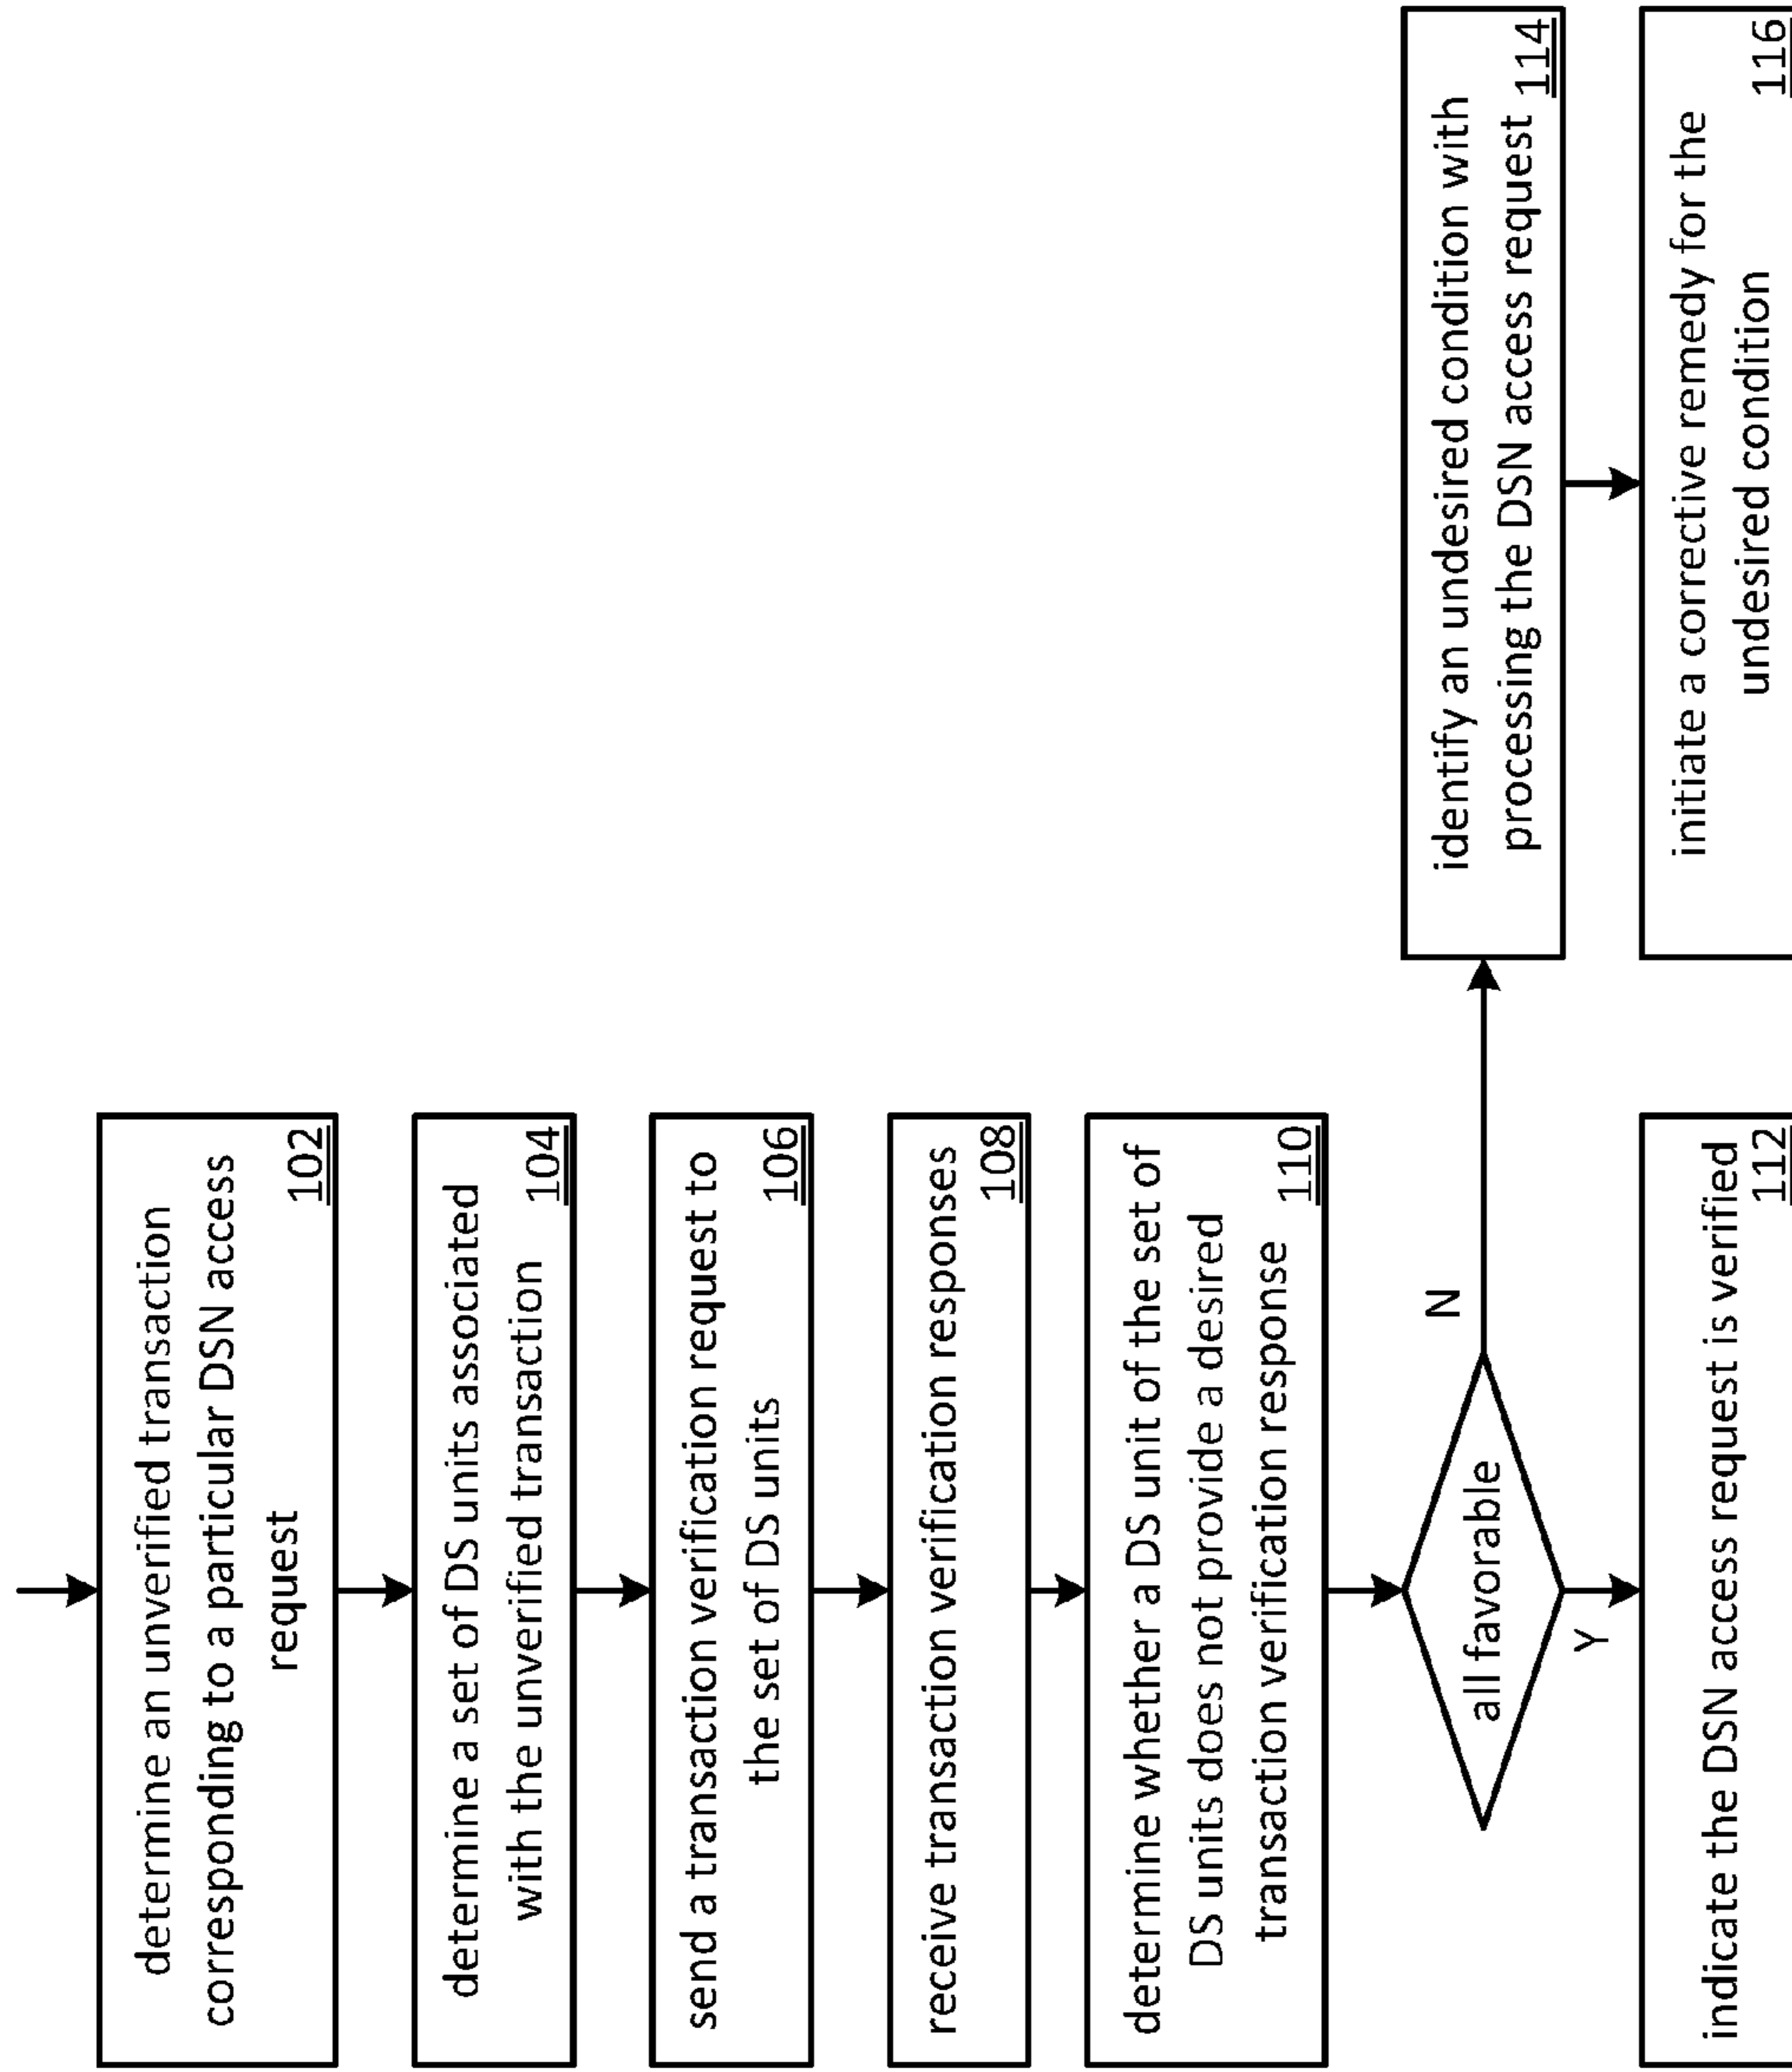 determine an unverified transaction
corresponding to a particular DSN access
request
102
determine a set of DS units associated
with the unverified transaction
104
send a transaction verification request to
the set of DS units
106
receive transaction verification responses
108
determine whether a DS unit of the set of
DS units does not provide a desired
transaction verification response
110
all favorable
N
Y
indicate the DSN access request is verified
112
identify an undesired condition with
processing the DSN access request
114
initiate a corrective remedy for the
undesired condition
116